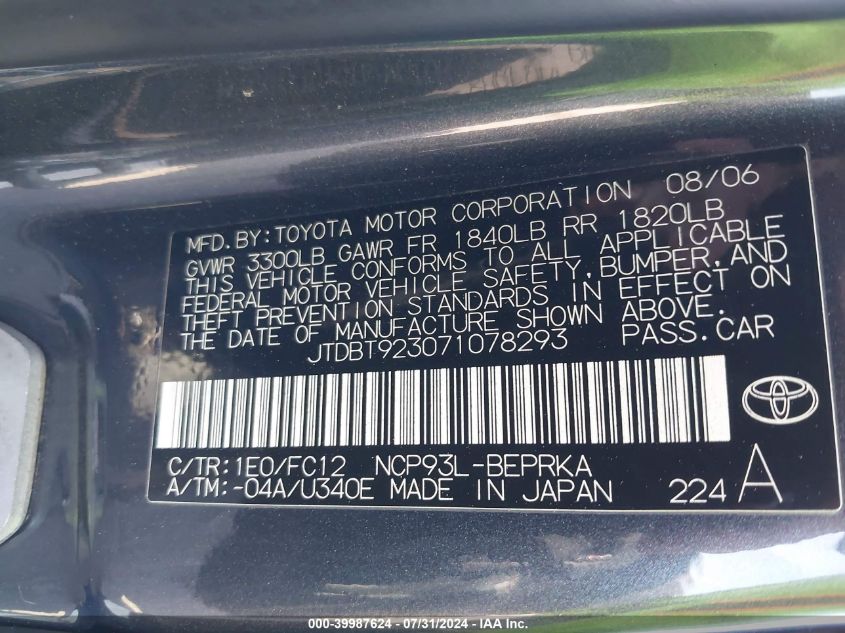 MFD. BY: TOYOTA MOTOR CORPORATION 08/06
GVWR 3300LB GAWR FR 1840LB RR 1820LB
THIS VEHICLE CONFORMS TO ALL APPLICABLE
FEDERAL MOTOR VEHICLE SAFETY, BUMPER, AND
THEFT PREVENTION STANDARDS IN EFFECT ON
THE DATE OF MANUFACTURE SHOWN ABOVE.
JTDBT923071078293 PASS. CAR
C/TR: 1E0/FC12 NCP93L-BEPRKA
A/TM: -04A/U340E MADE IN JAPAN 224 A
000-39987624 - 07/31/2024 - IAA Inc.